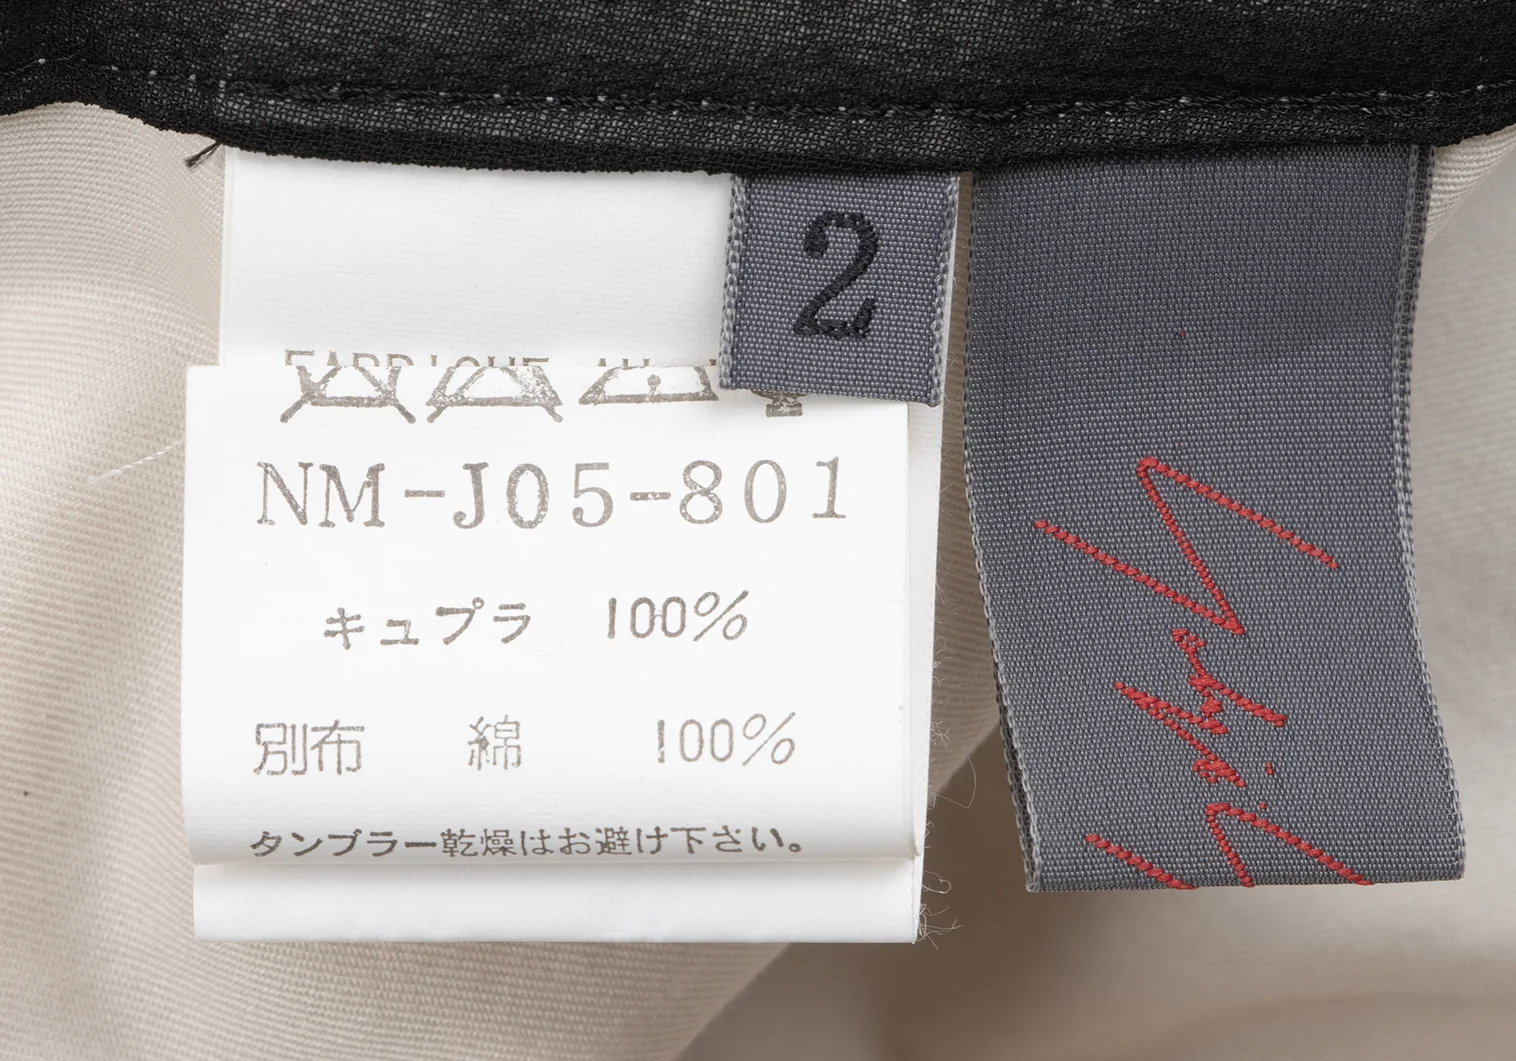 2
NM-J05-801
キュプラ 100%
別布 綿 100%
タンブラー乾燥はお避け下さい。